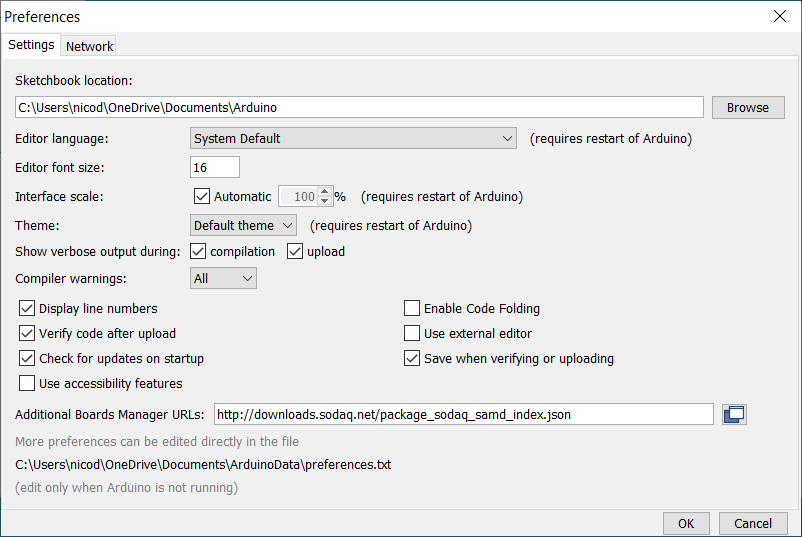 Preferences
Settings Network
Sketchbook location:
C:\Users\nicod\OneDrive\Documents\Arduino Browse
Editor language: System Default (requires restart of Arduino)
Editor font size: 16
Interface scale: Automatic 100 % (requires restart of Arduino)
Theme: Default theme (requires restart of Arduino)
Show verbose output during: compilation upload
Compiler warnings: All
Display line numbers Enable Code Folding
Verify code after upload Use external editor
Check for updates on startup Save when verifying or uploading
Use accessibility features
Additional Boards Manager URLs: http://downloads.sodaq.net/package_sodaq_samd_index.json
More preferences can be edited directly in the file
C:\Users\nicod\OneDrive\Documents\ArduinoData\preferences.txt
(edit only when Arduino is not running)
OK Cancel